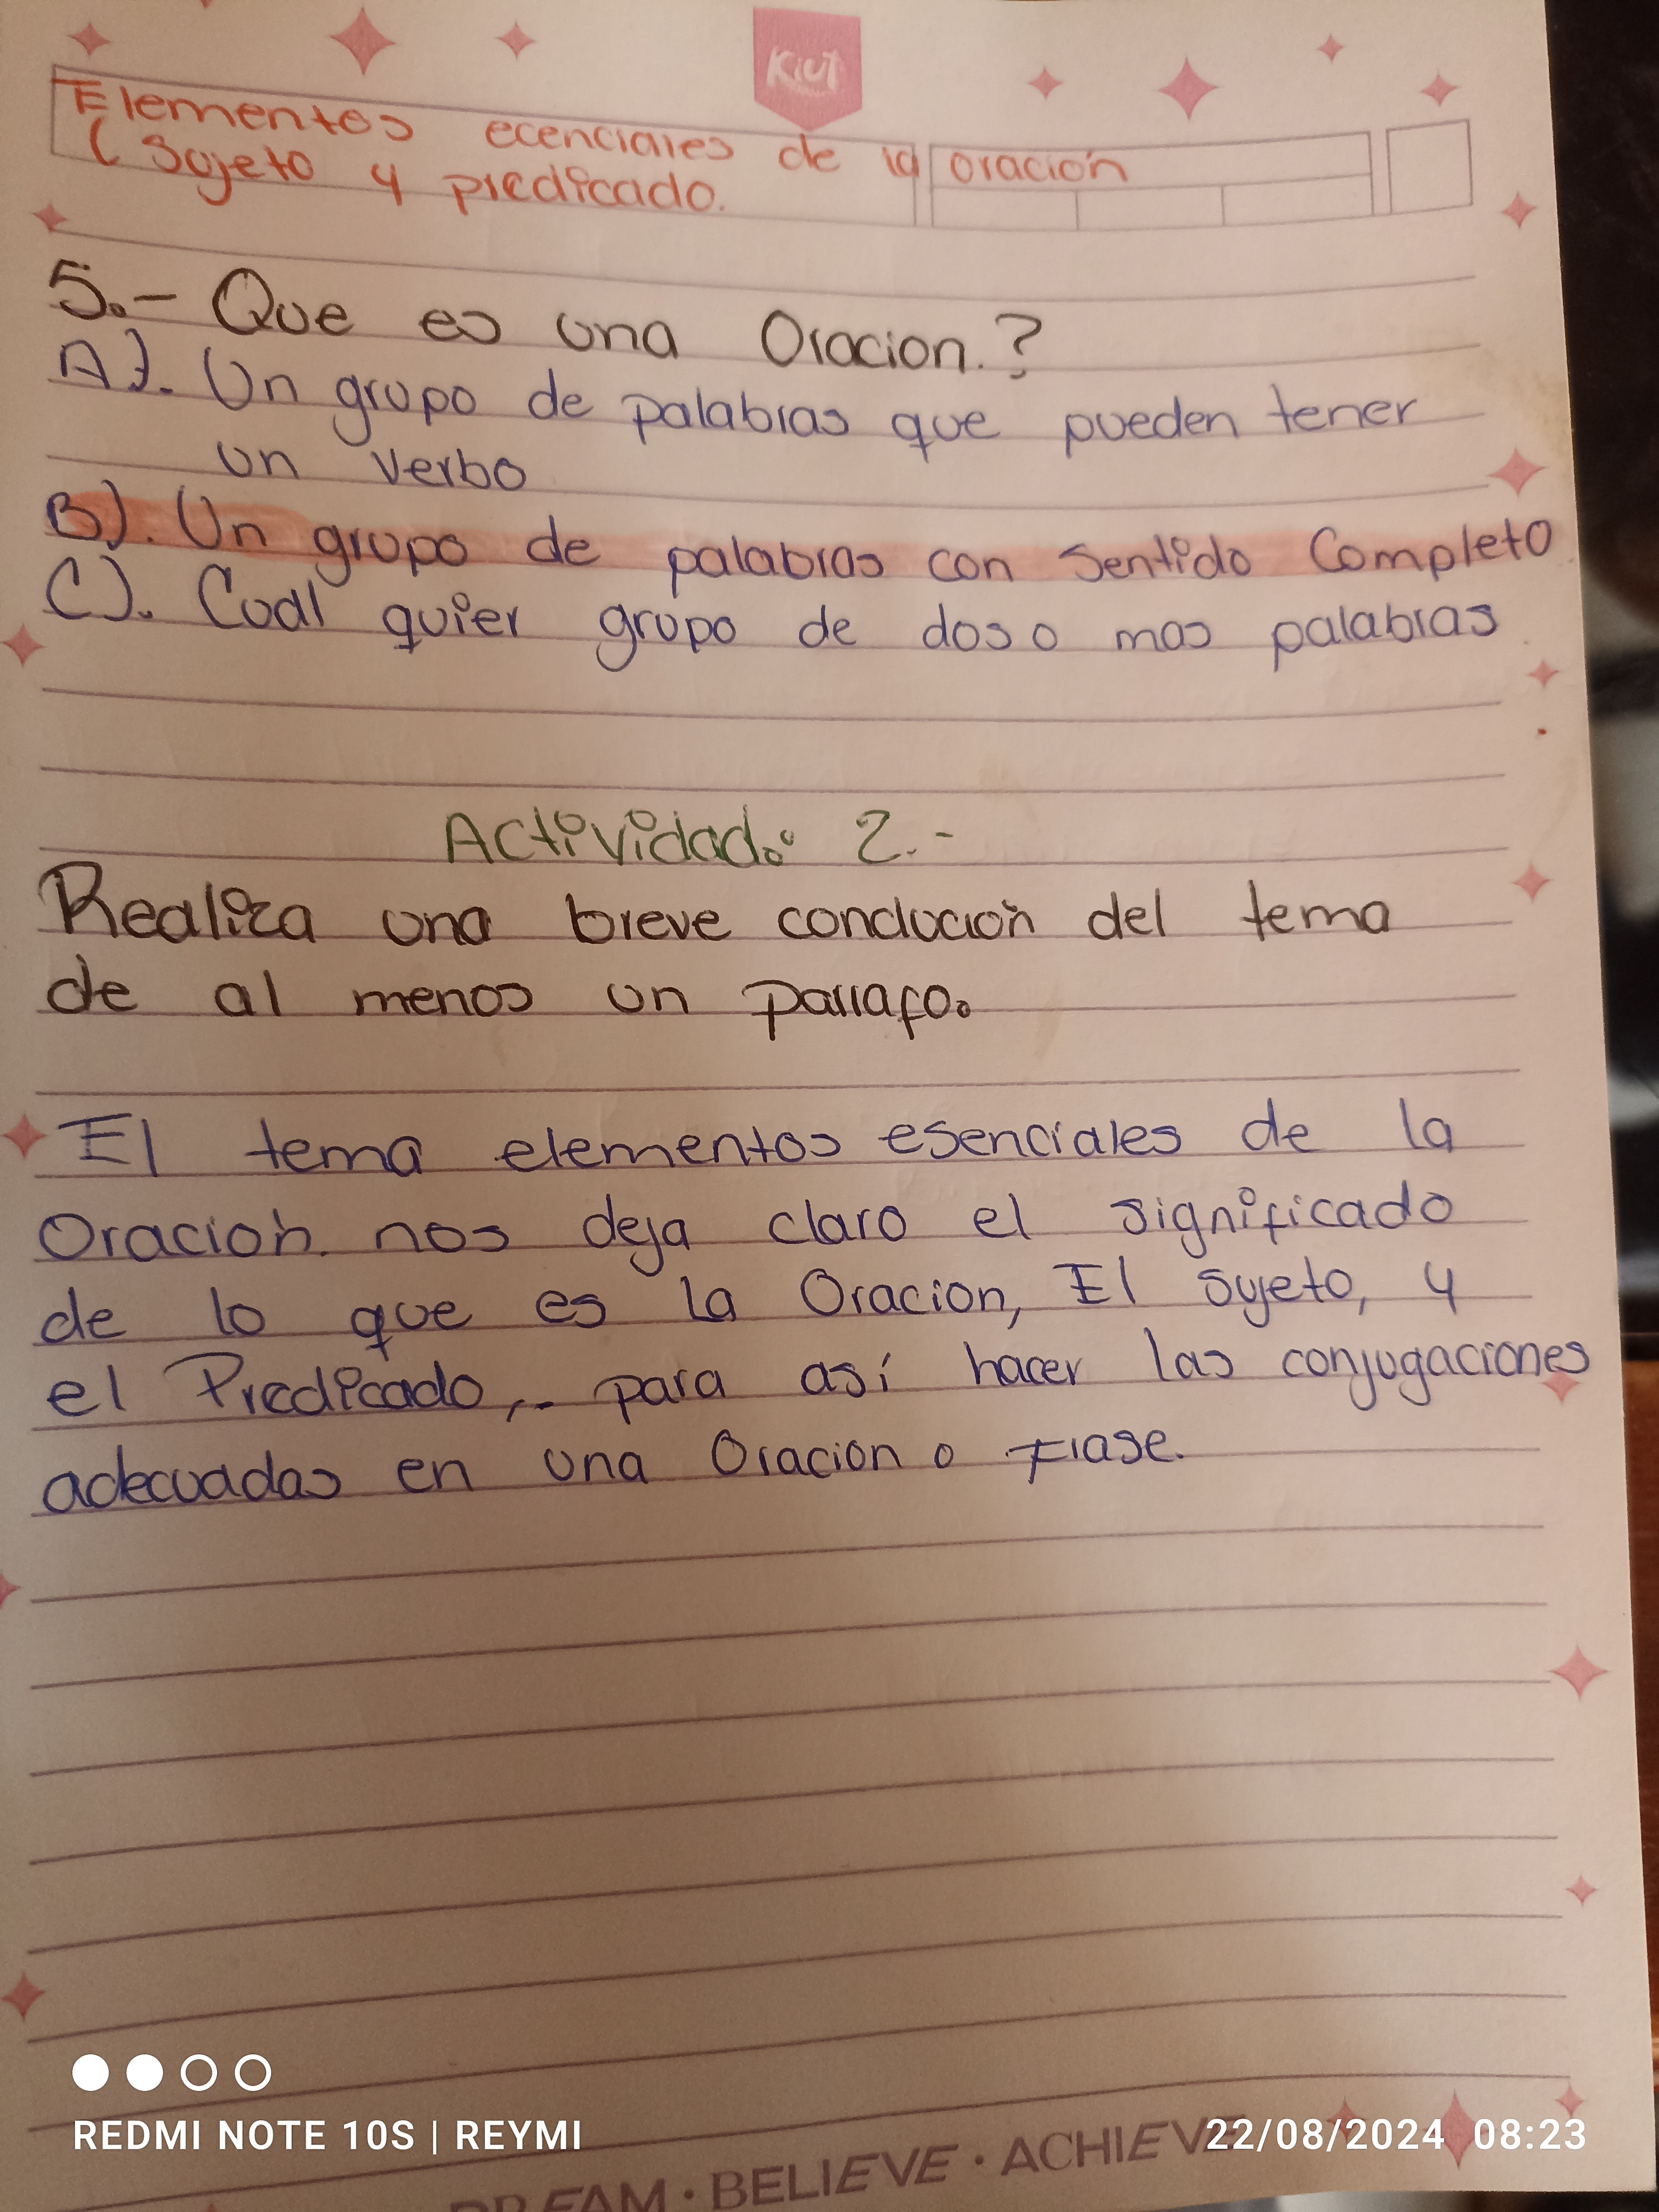 Kiut
Elementos ecenciales de la oración
( Sujeto y predicado.
5.- Que es una Oracion.?
A). Un grupo de palabras que pueden tener
un verbo
B). Un grupo de palabras con Sentido Completo
C). Cual quier grupo de dos o mas palabras.
Actividad: 2.-
Realiza una breve conclucioń del tema
de al menos un parrafo.
El tema elementos esenciales de la
Oracioń. nos deja claro el significado
de lo que es La Oracion, El Sujeto, y
el Predicado,.- para así hacer las conjugaciones
adecuadas en una Oracion o Frase.
REDMI NOTE 10S | REYMI
22/08/2024 08:23
DREAM · BELIEVE · ACHIEVE